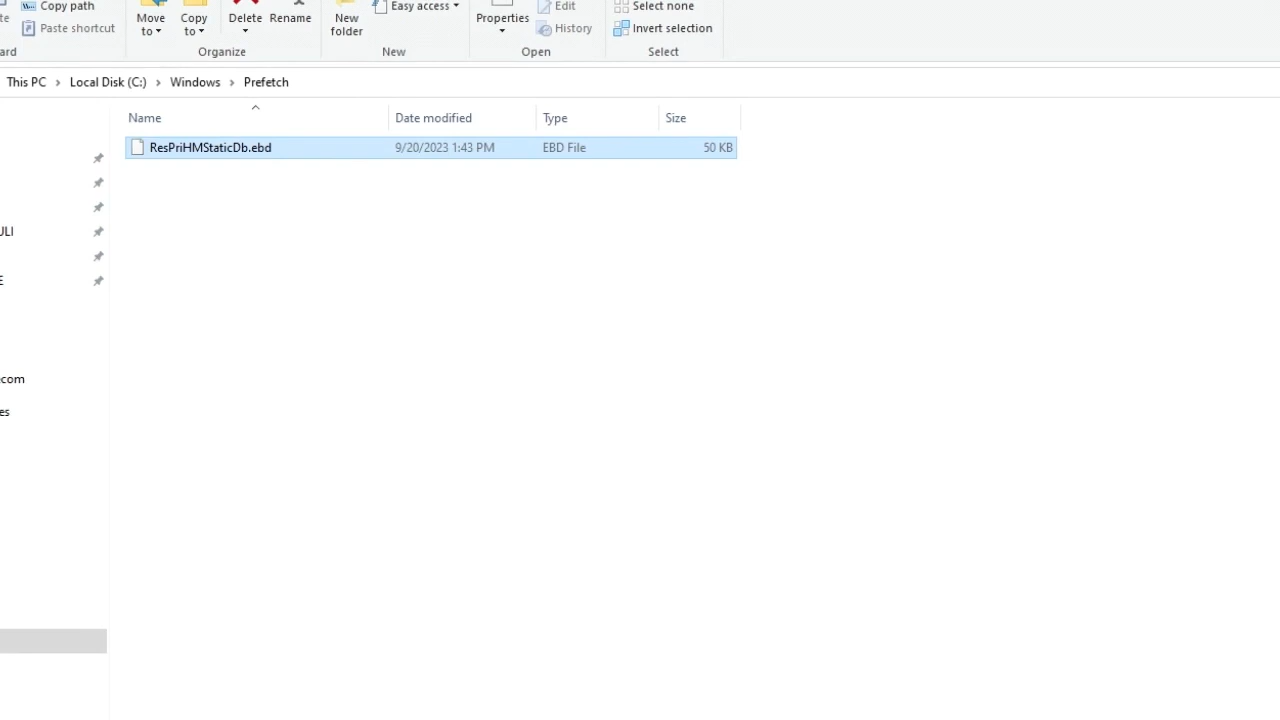 Copy path
Easy access
Edit
Select none
Move to
Copy to
Delete
Rename
New folder
Properties
Paste shortcut
History
Invert selection
ard
Organize
New
Open
Select
This PC > Local Disk (C:) > Windows > Prefetch
Name Date modified Type Size
ResPriHMStaticDb.ebd 9/20/2023 1:43 PM EBD File 50 KB
ULI
E
com
es